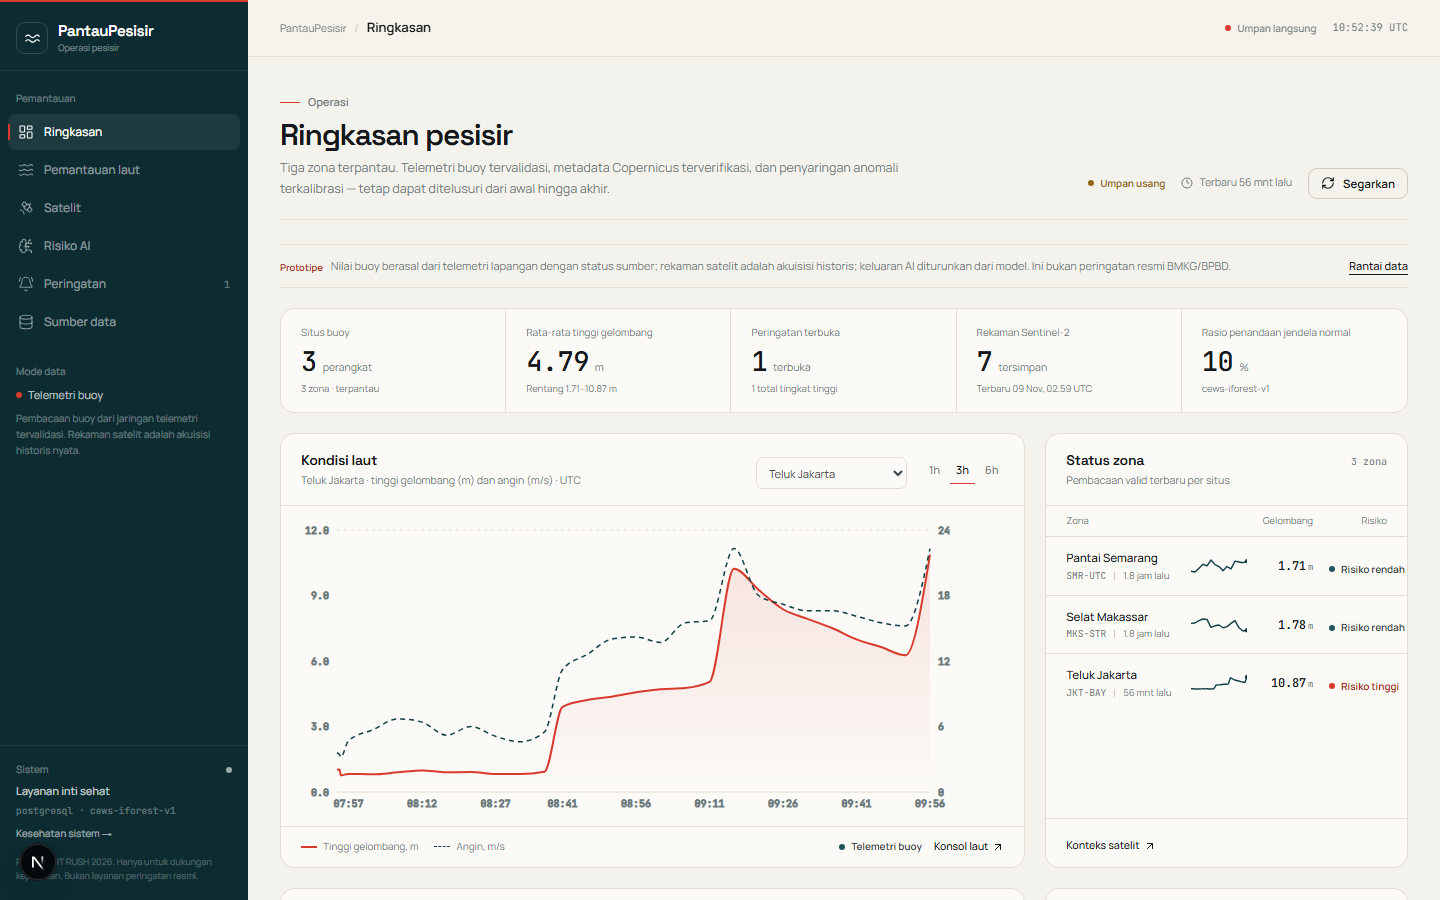 PantauPesisir
Operasi pesisir
Pemantauan
Ringkasan
Pemantauan laut
Satelit
Risiko AI
Peringatan 1
Sumber data
Mode data
Telemetri buoy
Pembacaan buoy dari jaringan telemetri
tervalidasi. Rekaman satelit adalah akuisisi
historis nyata.
Sistem
Layanan inti sehat
postgresql · cews-iforest-v1
Kesehatan sistem →
IT RUSH 2026. Hanya untuk dukungan
Bukan layanan peringatan resmi.
N
PantauPesisir / Ringkasan
Umpan langsung 10:52:39 UTC
Operasi
Ringkasan pesisir
Tiga zona terpantau. Telemetri buoy tervalidasi, metadata Copernicus terverifikasi, dan penyaringan anomali
terkalibrasi — tetap dapat ditelusuri dari awal hingga akhir.
Umpan usang Terbaru 56 mnt lalu Segarkan
Prototipe Nilai buoy berasal dari telemetri lapangan dengan status sumber; rekaman satelit adalah akuisisi historis; keluaran AI diturunkan dari model. Ini bukan peringatan resmi BMKG/BPBD. Rantai data
Situs buoy
3 perangkat
3 zona · terpantau
Rata-rata tinggi gelombang
4.79 m
Rentang 1.71–10.87 m
Peringatan terbuka
1 terbuka
1 total tingkat tinggi
Rekaman Sentinel-2
7 tersimpan
Terbaru 09 Nov, 02.59 UTC
Rasio penandaan jendela normal
10 %
cews-iforest-v1
Kondisi laut
Teluk Jakarta · tinggi gelombang (m) dan angin (m/s) · UTC
Teluk Jakarta 1h 3h 6h
12.0 24
9.0 18
6.0 12
3.0 6
0.0 0
07:57 08:12 08:27 08:41 08:56 09:11 09:26 09:41 09:56
Tinggi gelombang, m Angin, m/s Telemetri buoy Konsol laut ↗
Status zona 3 zona
Pembacaan valid terbaru per situs
Zona Gelombang Risiko
Pantai Semarang 1.71 m Risiko rendah
SMR-UTC | 1.8 jam lalu
Selat Makassar 1.78 m Risiko rendah
MKS-STR | 1.8 jam lalu
Teluk Jakarta 10.87 m Risiko tinggi
JKT-BAY | 56 mnt lalu
Konteks satelit ↗